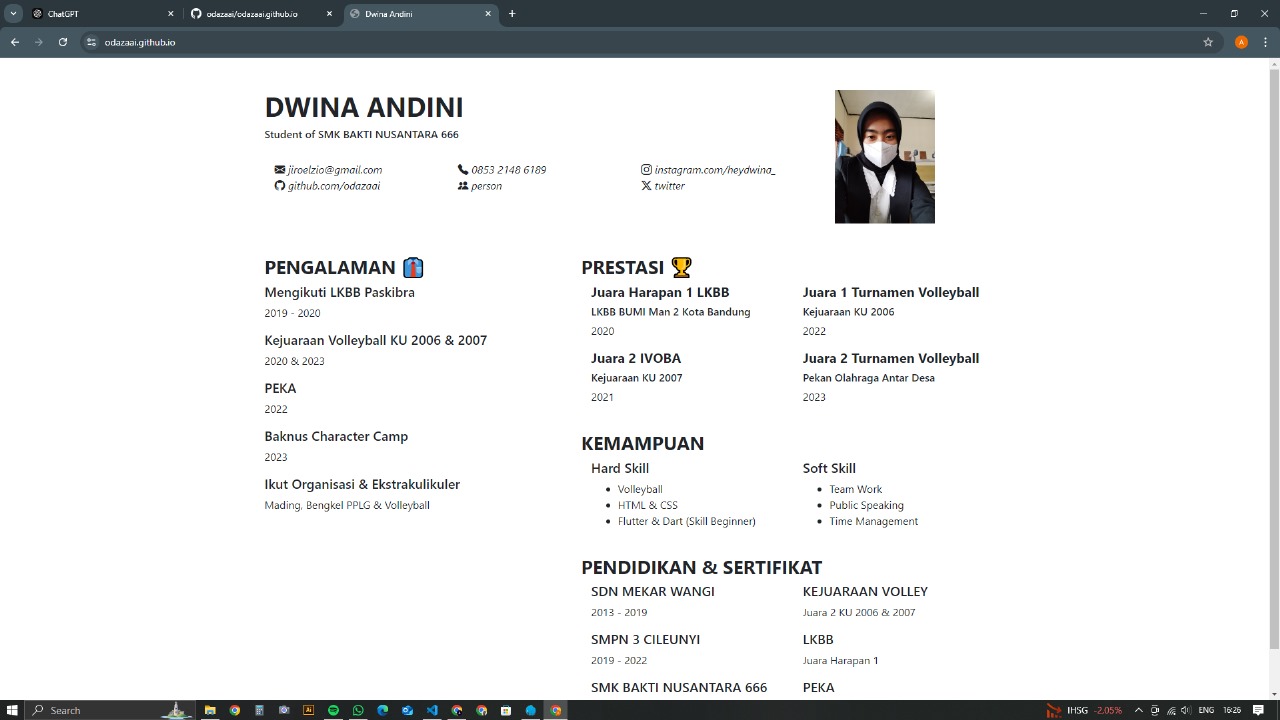 ChatGPT
odazaai/odazaai.github.io
Dwina Andini
odazaai.github.io
A
DWINA ANDINI
Student of SMK BAKTI NUSANTARA 666
jiroelzio@gmail.com
0853 2148 6189
instagram.com/heydwina_
github.com/odazaai
person
twitter
PENGALAMAN
Mengikuti LKBB Paskibra
2019 - 2020
Kejuaraan Volleyball KU 2006 & 2007
2020 & 2023
PEKA
2022
Baknus Character Camp
2023
Ikut Organisasi & Ekstrakulikuler
Mading, Bengkel PPLG & Volleyball
PRESTASI
Juara Harapan 1 LKBB
LKBB BUMI Man 2 Kota Bandung
2020
Juara 1 Turnamen Volleyball
Kejuaraan KU 2006
2022
Juara 2 IVOBA
Kejuaraan KU 2007
2021
Juara 2 Turnamen Volleyball
Pekan Olahraga Antar Desa
2023
KEMAMPUAN
Hard Skill
Volleyball
HTML & CSS
Flutter & Dart (Skill Beginner)
Soft Skill
Team Work
Public Speaking
Time Management
PENDIDIKAN & SERTIFIKAT
SDN MEKAR WANGI
2013 - 2019
KEJUARAAN VOLLEY
Juara 2 KU 2006 & 2007
SMPN 3 CILEUNYI
2019 - 2022
LKBB
Juara Harapan 1
SMK BAKTI NUSANTARA 666
PEKA
Search
IHSG -2.05%
ENG
16:26